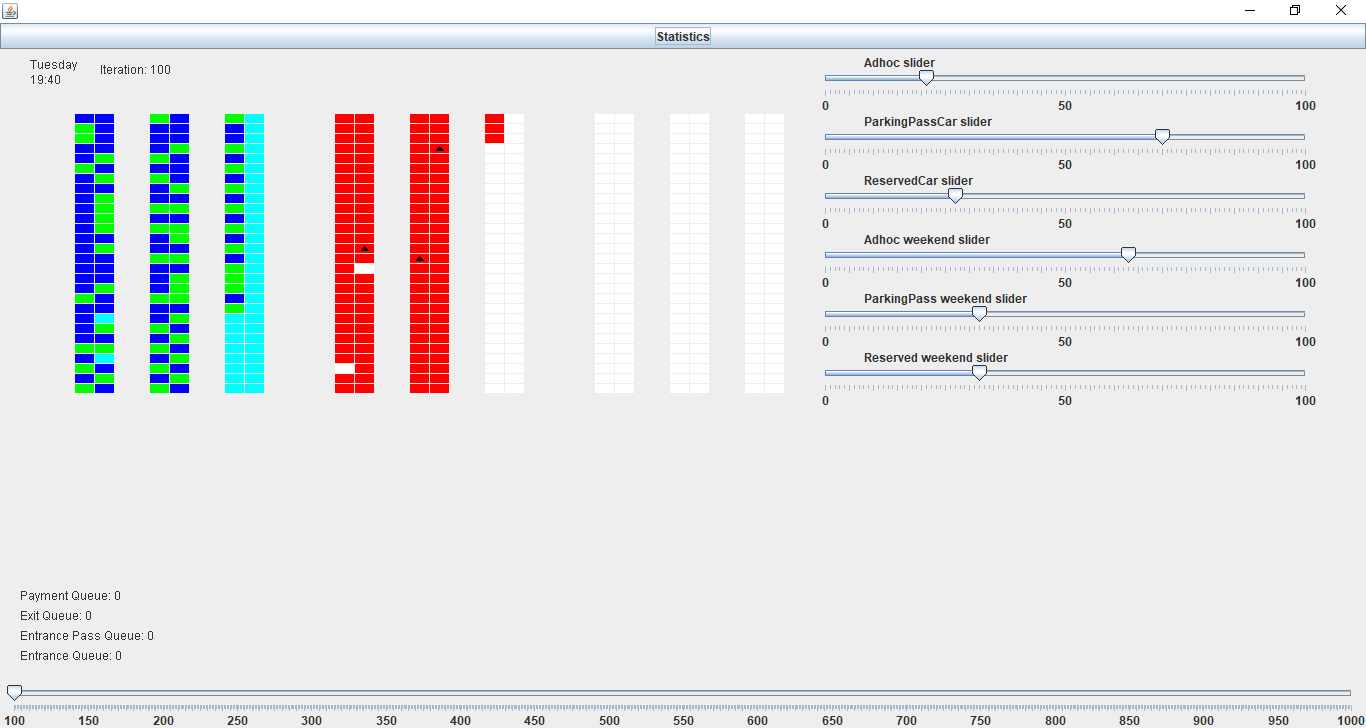 Statistics
Tuesday
19:40
Iteration: 100
Adhoc slider
0 50 100
ParkingPassCar slider
0 50 100
ReservedCar slider
0 50 100
Adhoc weekend slider
0 50 100
ParkingPass weekend slider
0 50 100
Reserved weekend slider
0 50 100
Payment Queue: 0
Exit Queue: 0
Entrance Pass Queue: 0
Entrance Queue: 0
100 150 200 250 300 350 400 450 500 550 600 650 700 750 800 850 900 950 1000